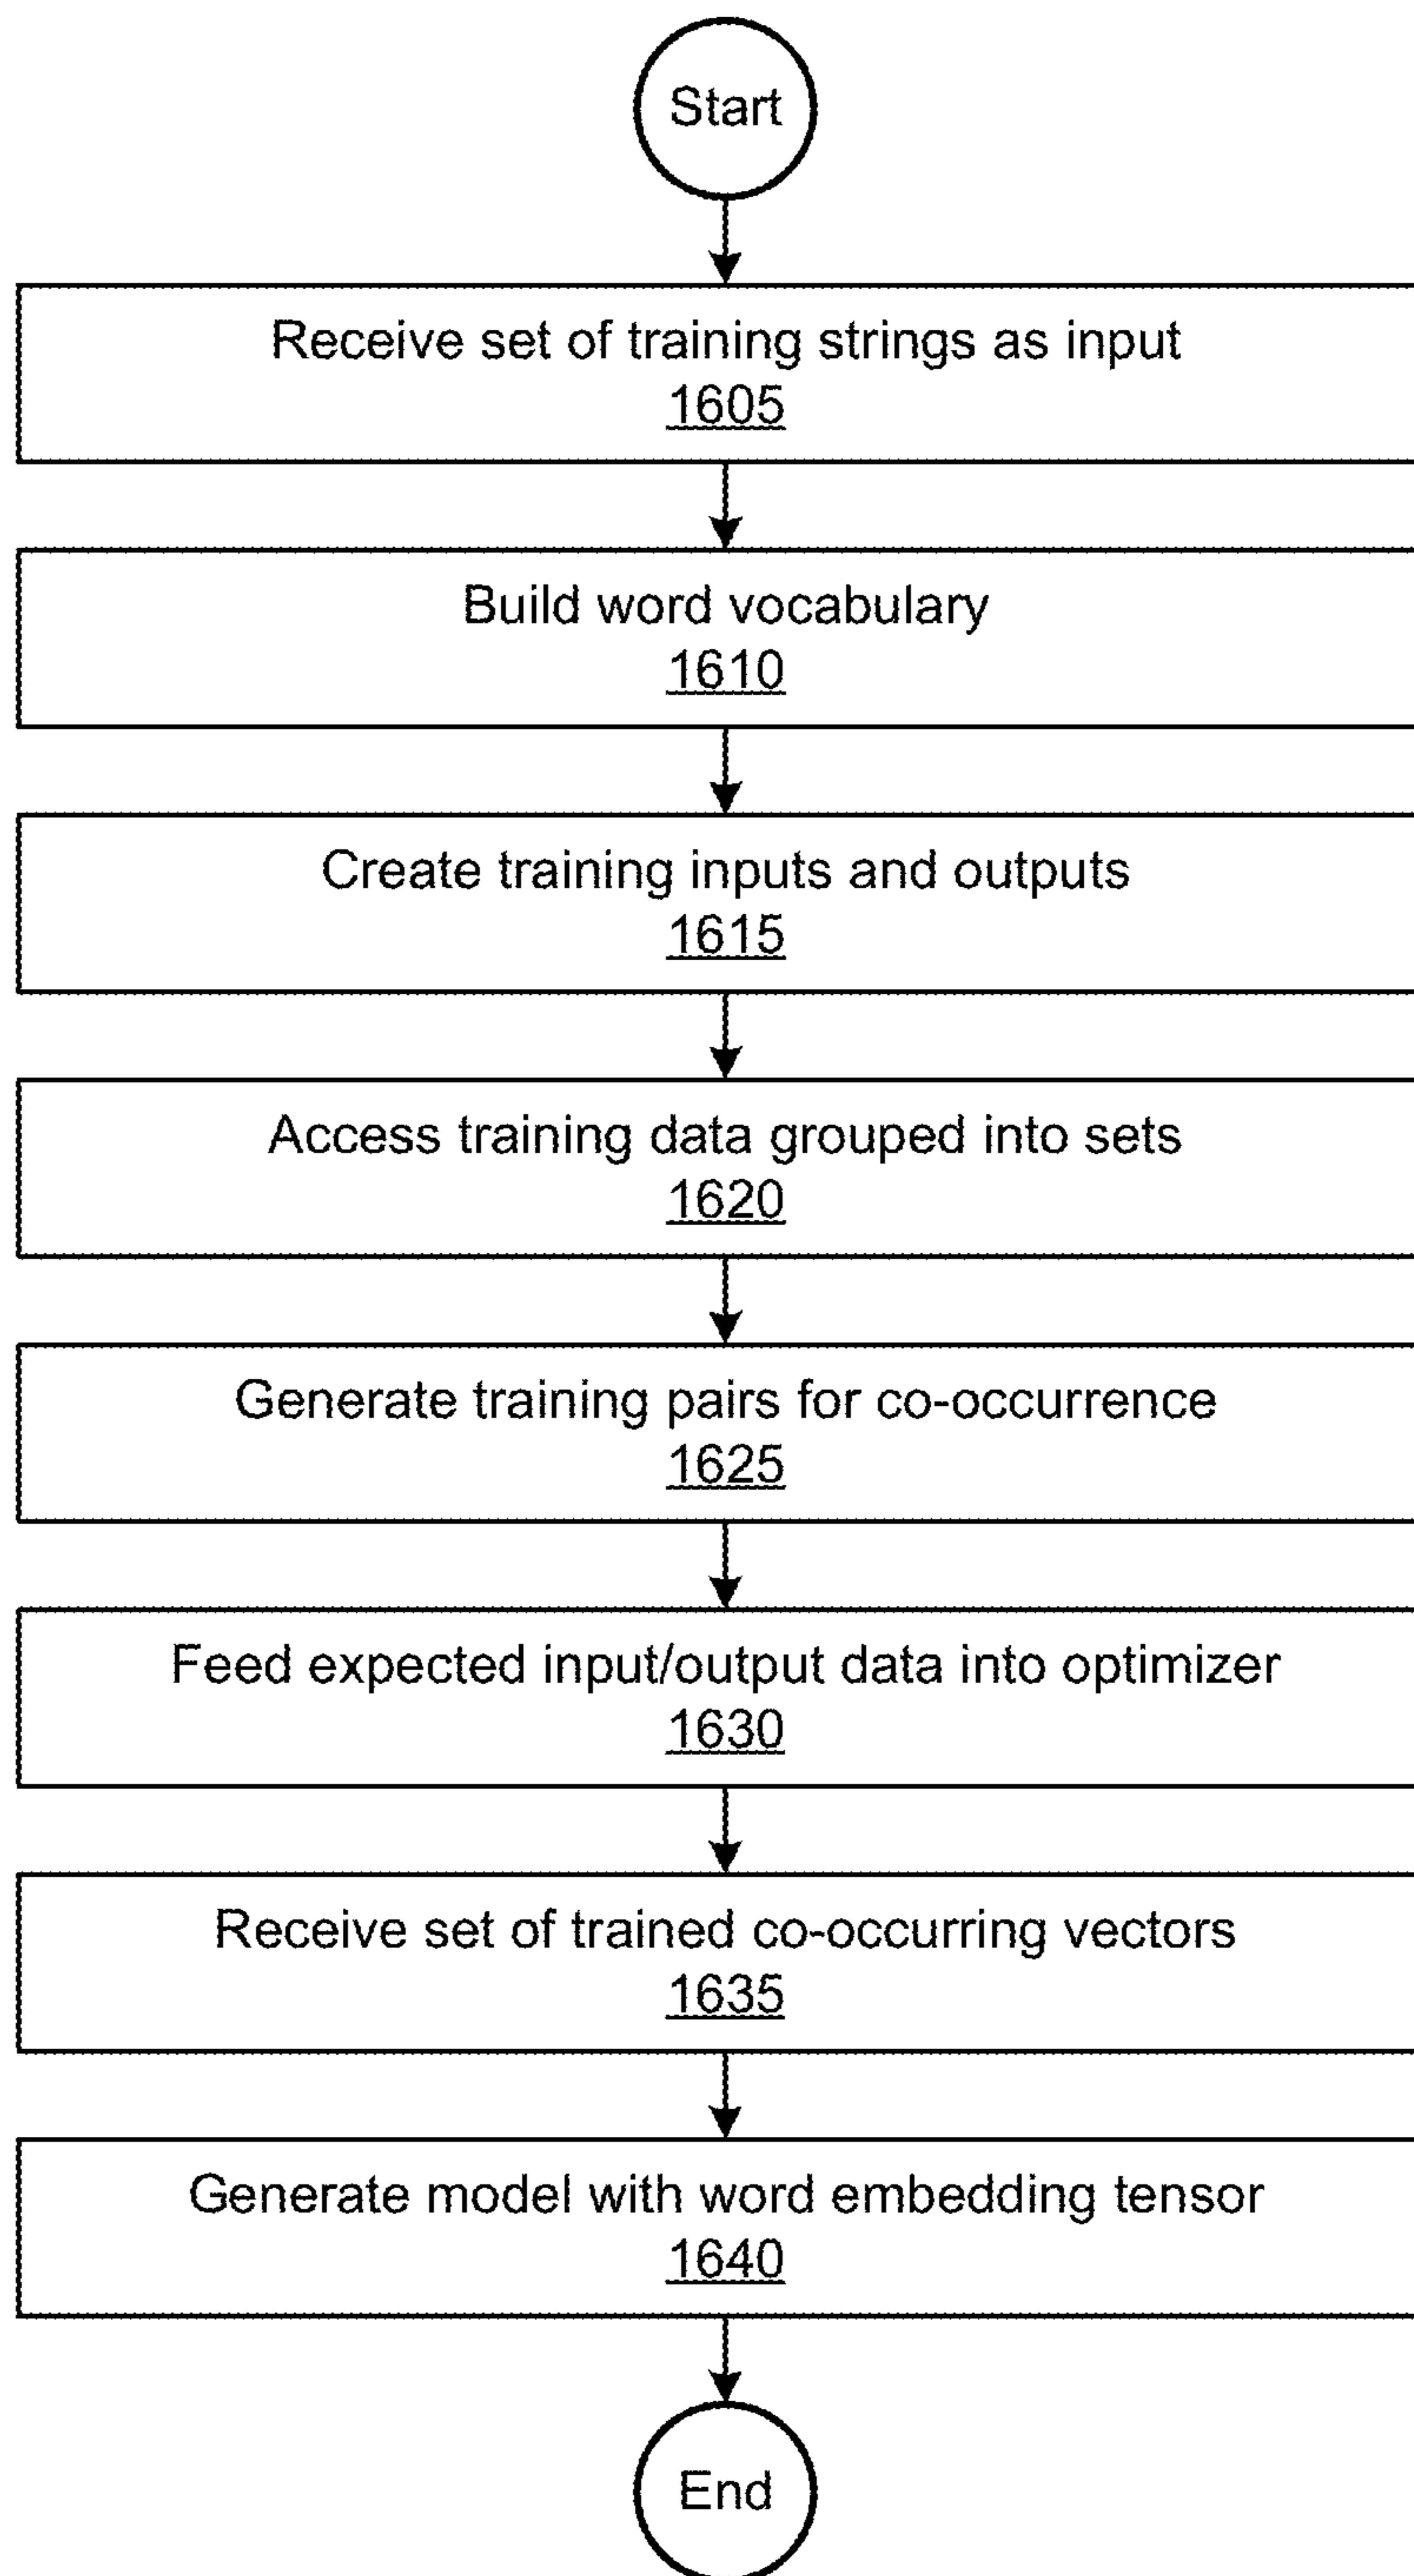 Start
Receive set of training strings as input
1605
Build word vocabulary
1610
Create training inputs and outputs
1615
Access training data grouped into sets
1620
Generate training pairs for co-occurrence
1625
Feed expected input/output data into optimizer
1630
Receive set of trained co-occurring vectors
1635
Generate model with word embedding tensor
1640
End